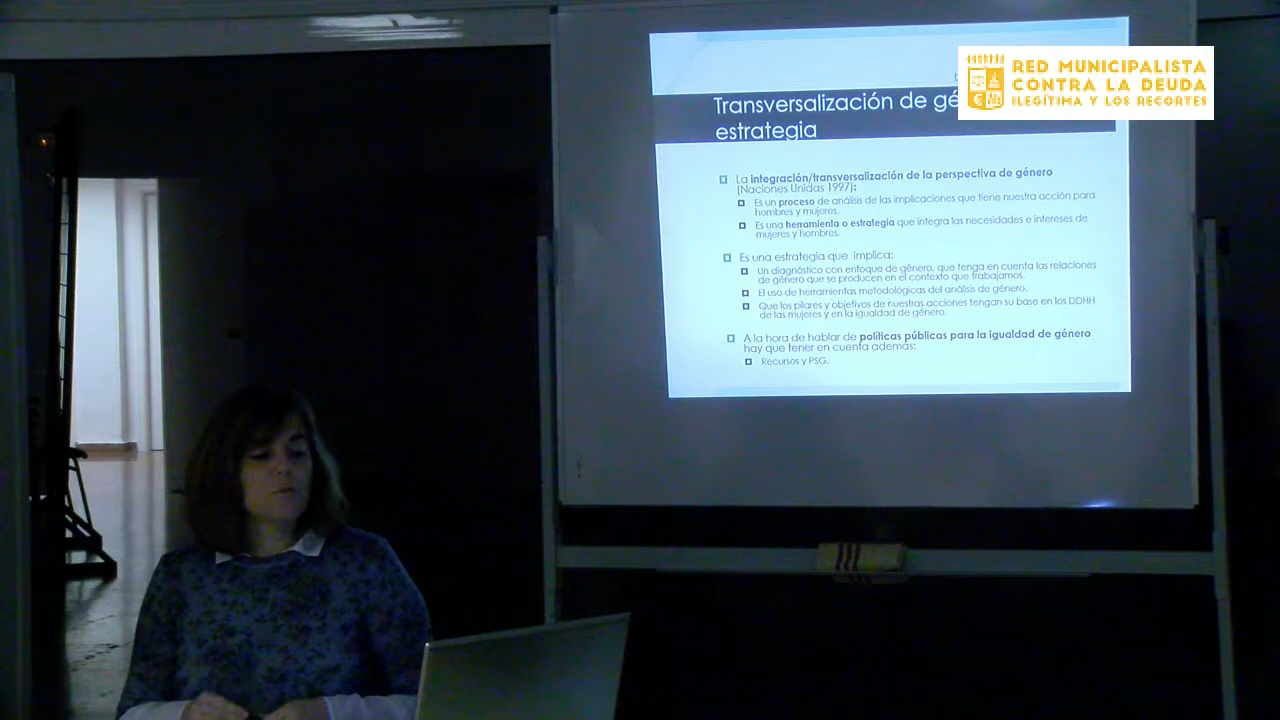 RED MUNICIPALISTA
CONTRA LA DEUDA
ILEGÍTIMA Y LOS RECORTES
Transversalización de gé
estrategia
La integración/transversalización de la perspectiva de género
(Naciones Unidas 1997):
Es un proceso de análisis de las implicaciones que tiene nuestra acción para
hombres y mujeres.
Es una herramienta o estrategia que integra las necesidades e intereses de
mujeres y hombres.
Es una estrategia que implica:
Un diagnóstico con enfoque de género, que tenga en cuenta las relaciones
de género que se producen en el contexto que trabajamos.
El uso de herramientas metodológicas del análisis de género.
Que los pilares y objetivos de nuestras acciones tengan su base en los DDHH
de las mujeres y en la igualdad de género.
A la hora de hablar de políticas públicas para la igualdad de género
hay que tener en cuenta además:
Recursos y PSG.